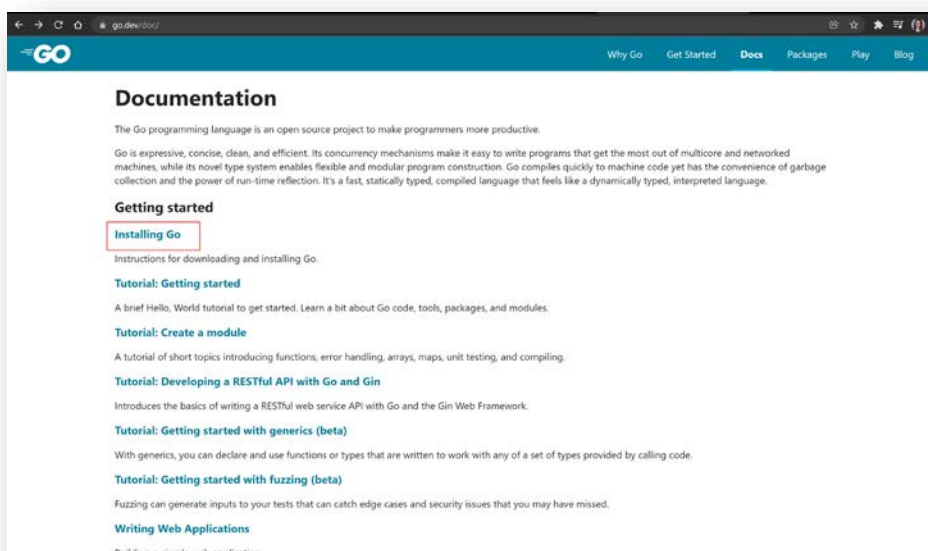 go.dev/doc/
GO
Why Go Get Started Docs Packages Play Blog
Documentation
The Go programming language is an open source project to make programmers more productive.
Go is expressive, concise, clean, and efficient. Its concurrency mechanisms make it easy to write programs that get the most out of multicore and networked
machines, while its novel type system enables flexible and modular program construction. Go compiles quickly to machine code yet has the convenience of garbage
collection and the power of run-time reflection. It's a fast, statically typed, compiled language that feels like a dynamically typed, interpreted language.
Getting started
Installing Go
Instructions for downloading and installing Go.
Tutorial: Getting started
A brief Hello, World tutorial to get started. Learn a bit about Go code, tools, packages, and modules.
Tutorial: Create a module
A tutorial of short topics introducing functions, error handling, arrays, maps, unit testing, and compiling.
Tutorial: Developing a RESTful API with Go and Gin
Introduces the basics of writing a RESTful web service API with Go and the Gin Web Framework.
Tutorial: Getting started with generics (beta)
With generics, you can declare and use functions or types that are written to work with any of a set of types provided by calling code.
Tutorial: Getting started with fuzzing (beta)
Fuzzing can generate inputs to your tests that can catch edge cases and security issues that you may have missed.
Writing Web Applications